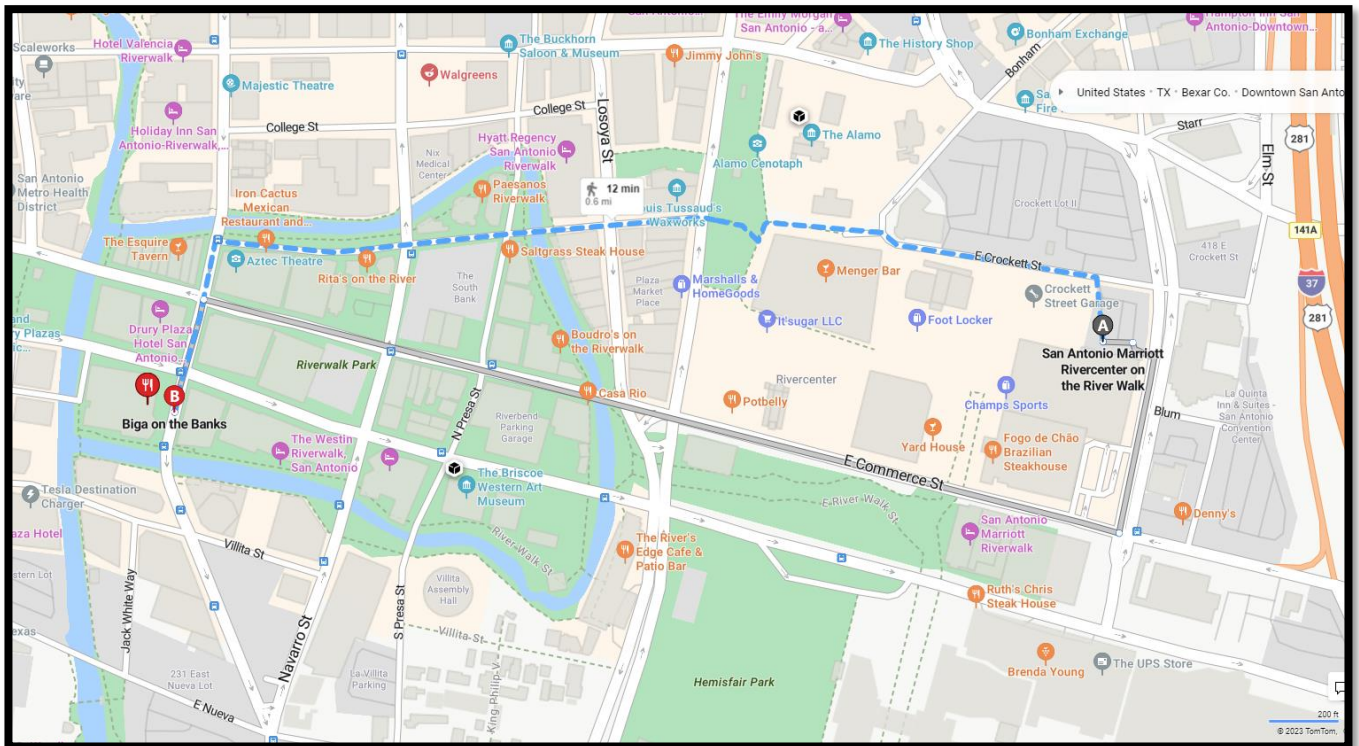 Scaleworks
Hotel Valencia
Riverwalk
The Buckhorn
Saloon & Museum
The Emily Morgan
San Antonio - a...
Jimmy John's
The History Shop
Bonham Exchange
Hampton Inn San
Antonio-Downtown...
Bonham
Walgreens
Majestic Theatre
United States · TX · Bexar Co. · Downtown San Anto
Fire
Starr
281
College St
College St
Losoya St
The Alamo
Alamo Cenotaph
Elm St
Holiday Inn San
Antonio-Riverwalk,...
Nix
Medical
Center
Hyatt Regency
San Antonio
Riverwalk
San Antonio
Metro Health
District
Iron Cactus
Mexican
Restaurant and...
Paesanos
Riverwalk
12 min
0.6 mi
uis Tussaud's
Waxworks
Crockett Lot II
141A
The Esquire
Tavern
Aztec Theatre
Rita's on the River
Saltgrass Steak House
418 E
Crockett St
E Crockett St
The
South
Bank
Plaza
Market
Place
Marshalls &
HomeGoods
Menger Bar
Crockett
Street Garage
37
281
Drury Plaza
Hotel San
Antonio...
ry Plazas
It'sugar LLC
Foot Locker
A
San Antonio Marriott
Rivercenter on
the River Walk
Boudro's on
the Riverwalk
Riverwalk Park
Rivercenter
B
Biga on the Banks
Casa Rio
Potbelly
Champs Sports
Blum
La Quinta
Inn & Suites -
San Antonio
Convention
Center
N Presa St
Riverbend
Parking
Garage
Yard House
Fogo de Chão
Brazilian
Steakhouse
The Westin
Riverwalk,
San Antonio
E Commerce St
The Briscoe
Western Art
Museum
Tesla Destination
Charger
E River Walk St
San Antonio
Marriott
Riverwalk
Denny's
aza Hotel
Villita St
River Walk St
The River's
Edge Cafe &
Patio Bar
stern Lot
Jack White Way
Villita
Assembly
Hall
S Presa St
Ruth's Chris
Steak House
exas
Navarro St
Villita St
Brenda Young
The UPS Store
231 East
Nueva Lot
La Villita
Parking
King Philip V
Hemisfair Park
E Nueva
200 ft
© 2023 TomTom,